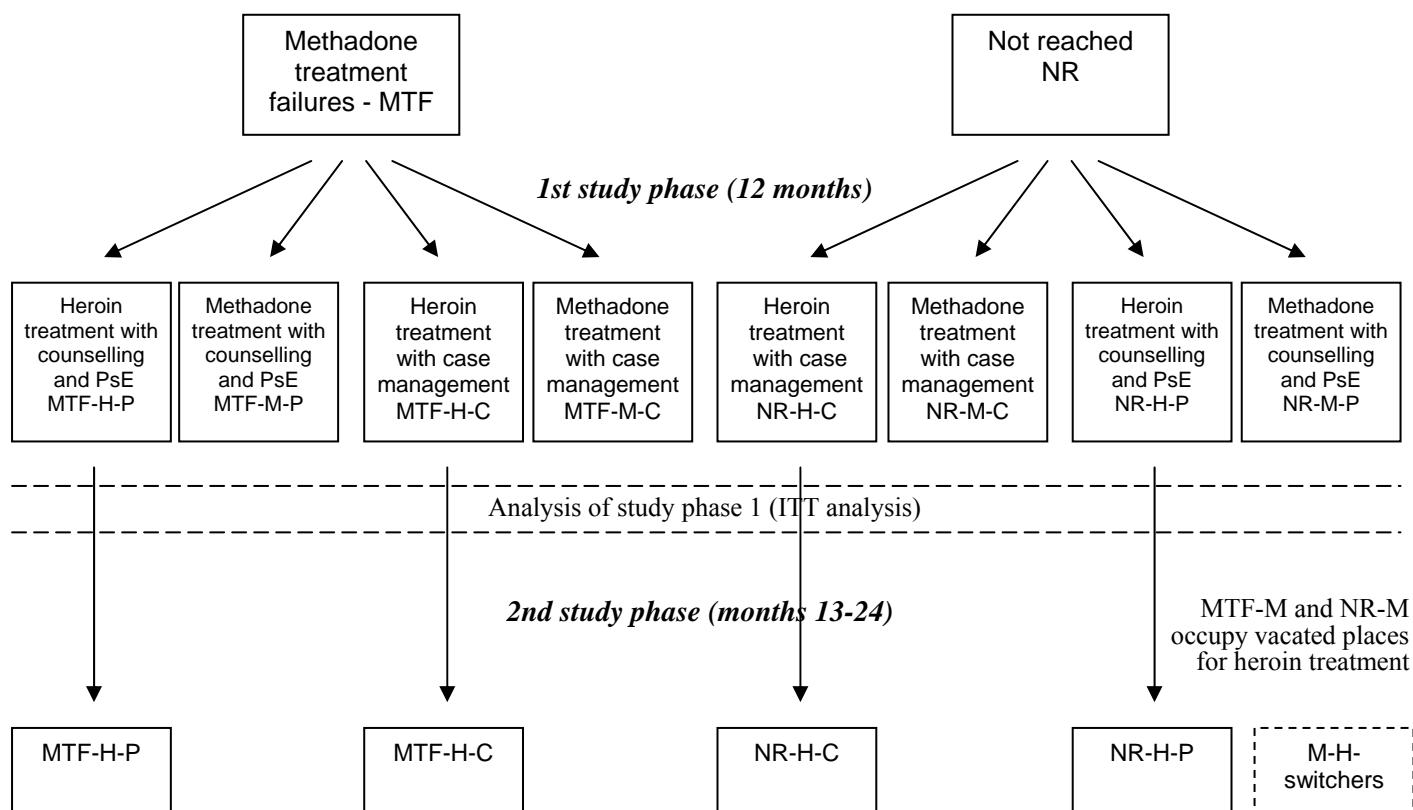 Methadone
treatment
failures - MTF
Not reached
NR
1st study phase (12 months)
Heroin
treatment with
counselling
and PsE
MTF-H-P
Methadone
treatment with
counselling
and PsE
MTF-M-P
Heroin
treatment
with case
management
MTF-H-C
Methadone
treatment
with case
management
MTF-M-C
Heroin
treatment
with case
management
NR-H-C
Methadone
treatment
with case
management
NR-M-C
Heroin
treatment with
counselling
and PsE
NR-H-P
Methadone
treatment with
counselling
and PsE
NR-M-P
Analysis of study phase 1 (ITT analysis)
2nd study phase (months 13-24)
MTF-M and NR-M
occupy vacated places
for heroin treatment
MTF-H-P
MTF-H-C
NR-H-C
NR-H-P
M-H-
switchers